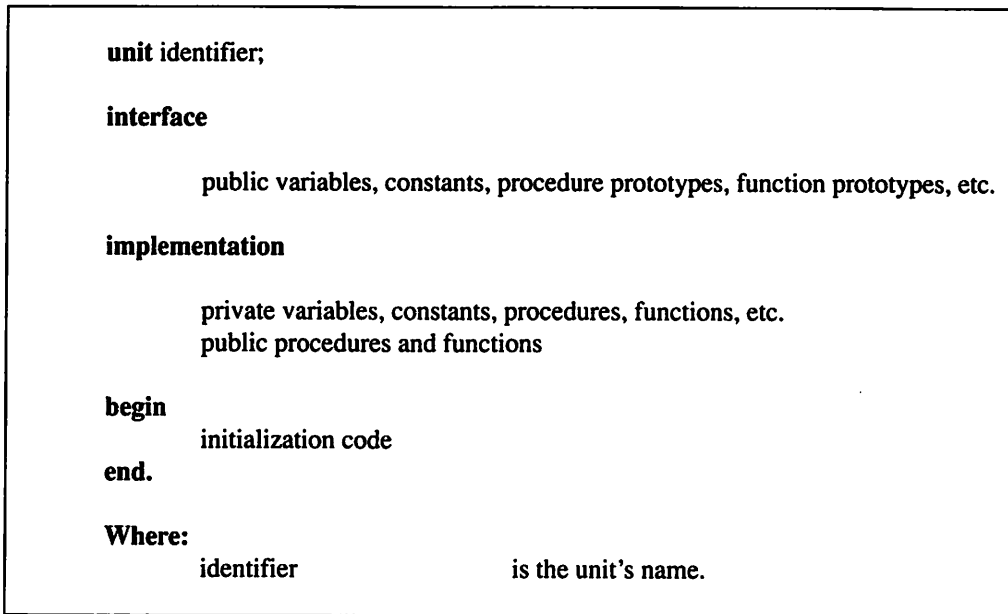 unit identifier;
interface
public variables, constants, procedure prototypes, function prototypes, etc.
implementation
private variables, constants, procedures, functions, etc.
public procedures and functions
begin
initialization code
end.
Where:
identifier is the unit's name.